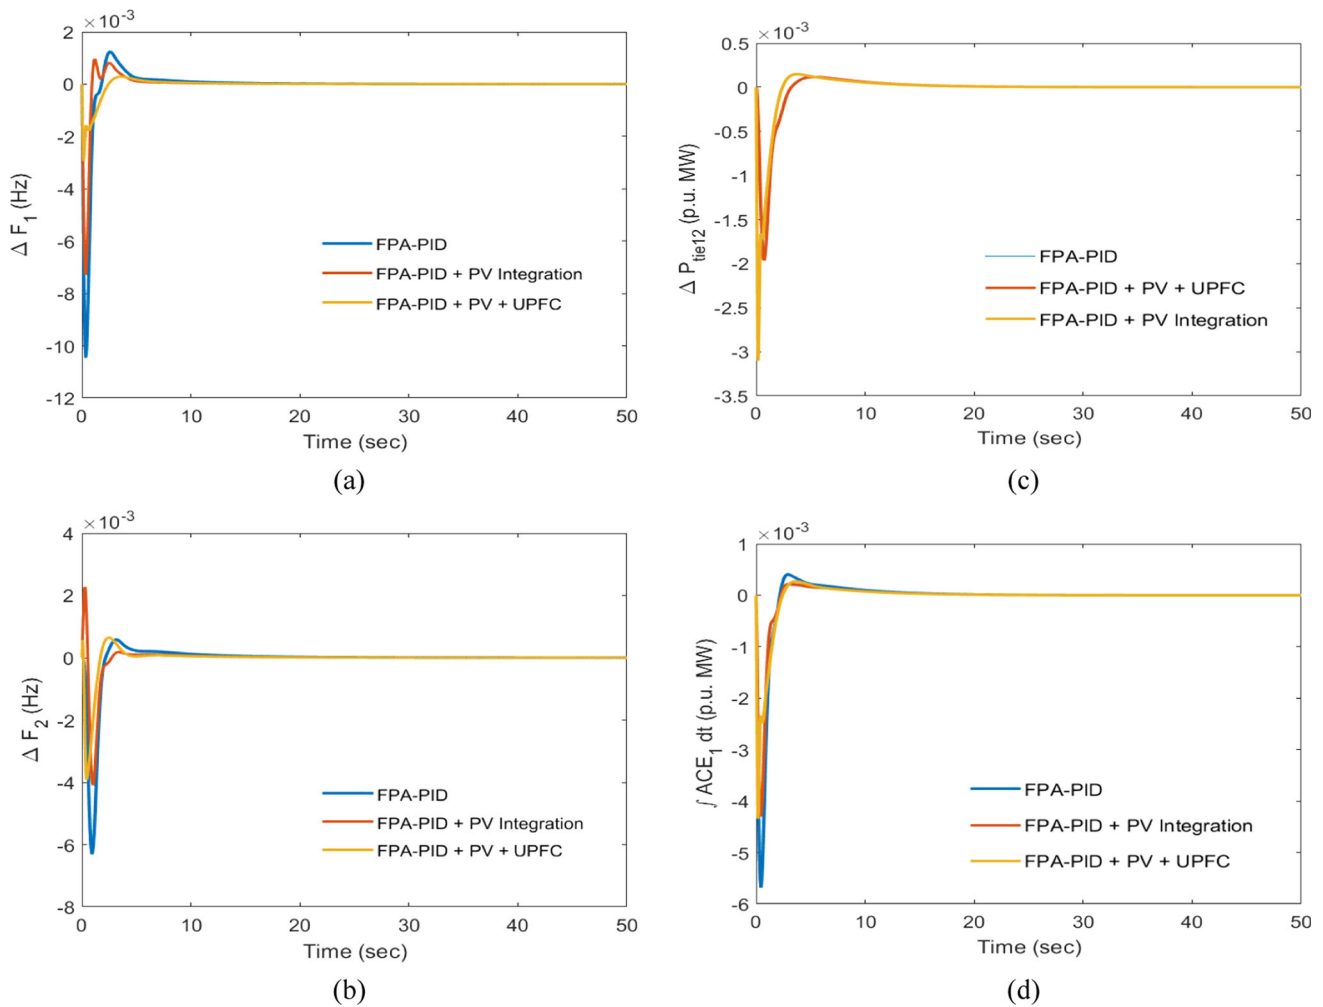 ×10⁻³
2
0
-2
-4
-6
-8
-10
-12
Δ F₁ (Hz)
FPA-PID
FPA-PID + PV Integration
FPA-PID + PV + UPFC
0 10 20 30 40 50
Time (sec)
(a)
×10⁻³
0.5
0
-0.5
-1
-1.5
-2
-2.5
-3
-3.5
Δ P_tie12 (p.u. MW)
FPA-PID
FPA-PID + PV + UPFC
FPA-PID + PV Integration
0 10 20 30 40 50
Time (sec)
(c)
×10⁻³
4
2
0
-2
-4
-6
-8
Δ F₂ (Hz)
FPA-PID
FPA-PID + PV Integration
FPA-PID + PV + UPFC
0 10 20 30 40 50
Time (sec)
(b)
×10⁻³
1
0
-1
-2
-3
-4
-5
-6
∫ ACE₁ dt (p.u. MW)
FPA-PID
FPA-PID + PV Integration
FPA-PID + PV + UPFC
0 10 20 30 40 50
Time (sec)
(d)